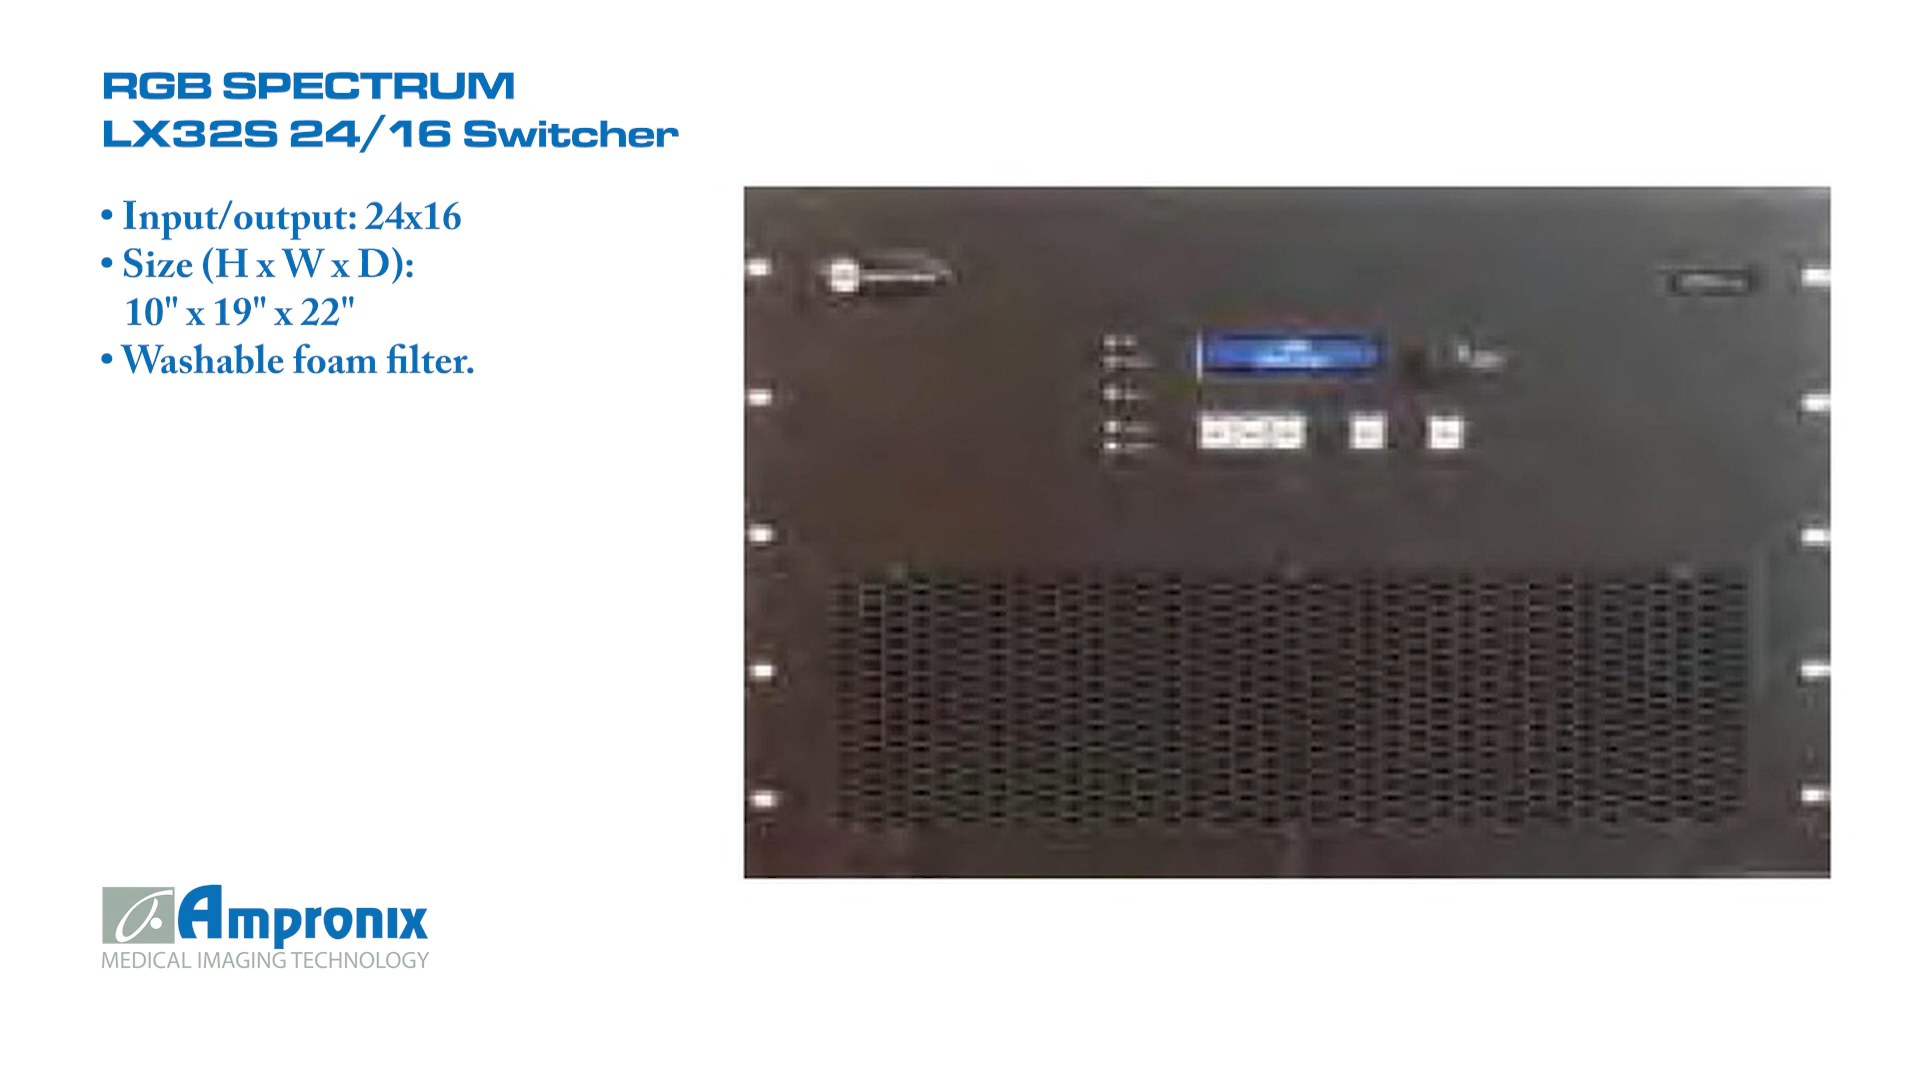 RGB SPECTRUM
LX32S 24/16 Switcher
• Input/output: 24x16
• Size (H x W x D):
10" x 19" x 22"
• Washable foam filter.
Ampronix
MEDICAL IMAGING TECHNOLOGY